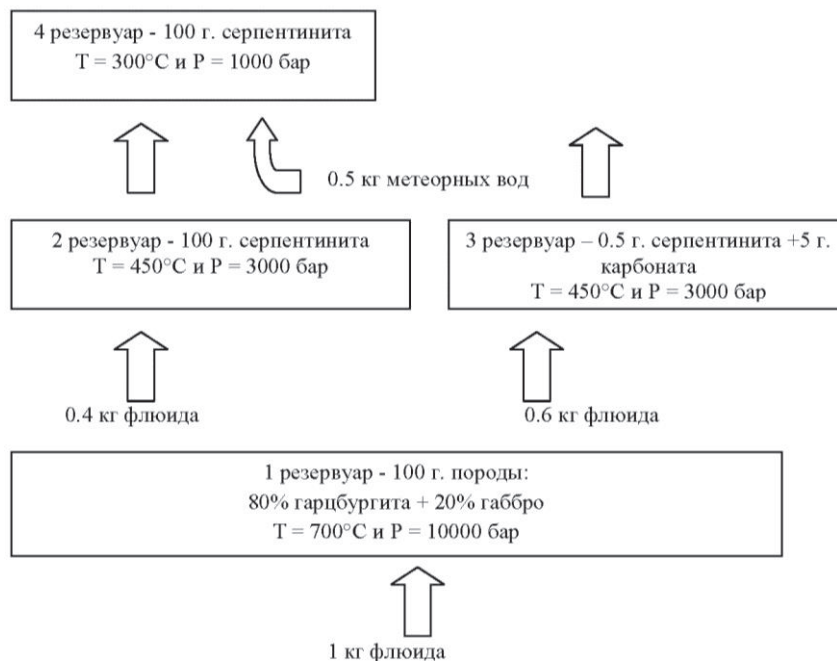 4 резервуар - 100 г. серпентинита
T = 300°C и P = 1000 бар
0.5 кг метеорных вод
2 резервуар - 100 г. серпентинита
T = 450°C и P = 3000 бар
3 резервуар – 0.5 г. серпентинита +5 г.
карбоната
T = 450°C и P = 3000 бар
0.4 кг флюида
0.6 кг флюида
1 резервуар - 100 г. породы:
80% гарцбургита + 20% габбро
T = 700°C и P = 10000 бар
1 кг флюида